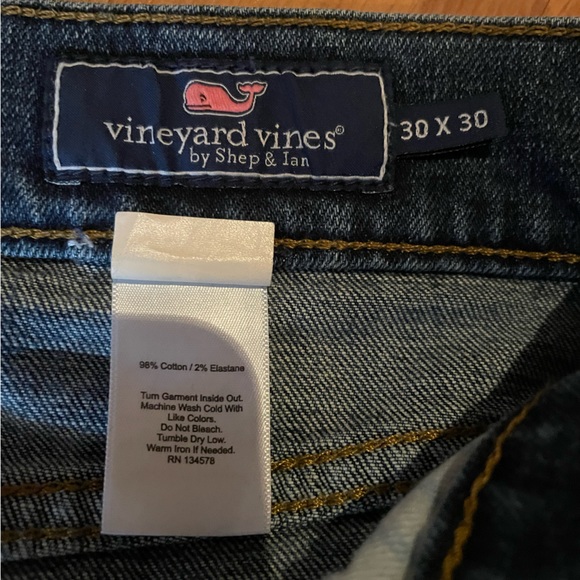 vineyard vines®
by Shep & Ian
30 X 30
98% Cotton / 2% Elastane
Turn Garment Inside Out.
Machine Wash Cold With
Like Colors.
Do Not Bleach.
Tumble Dry Low.
Warm Iron If Needed.
RN 134578